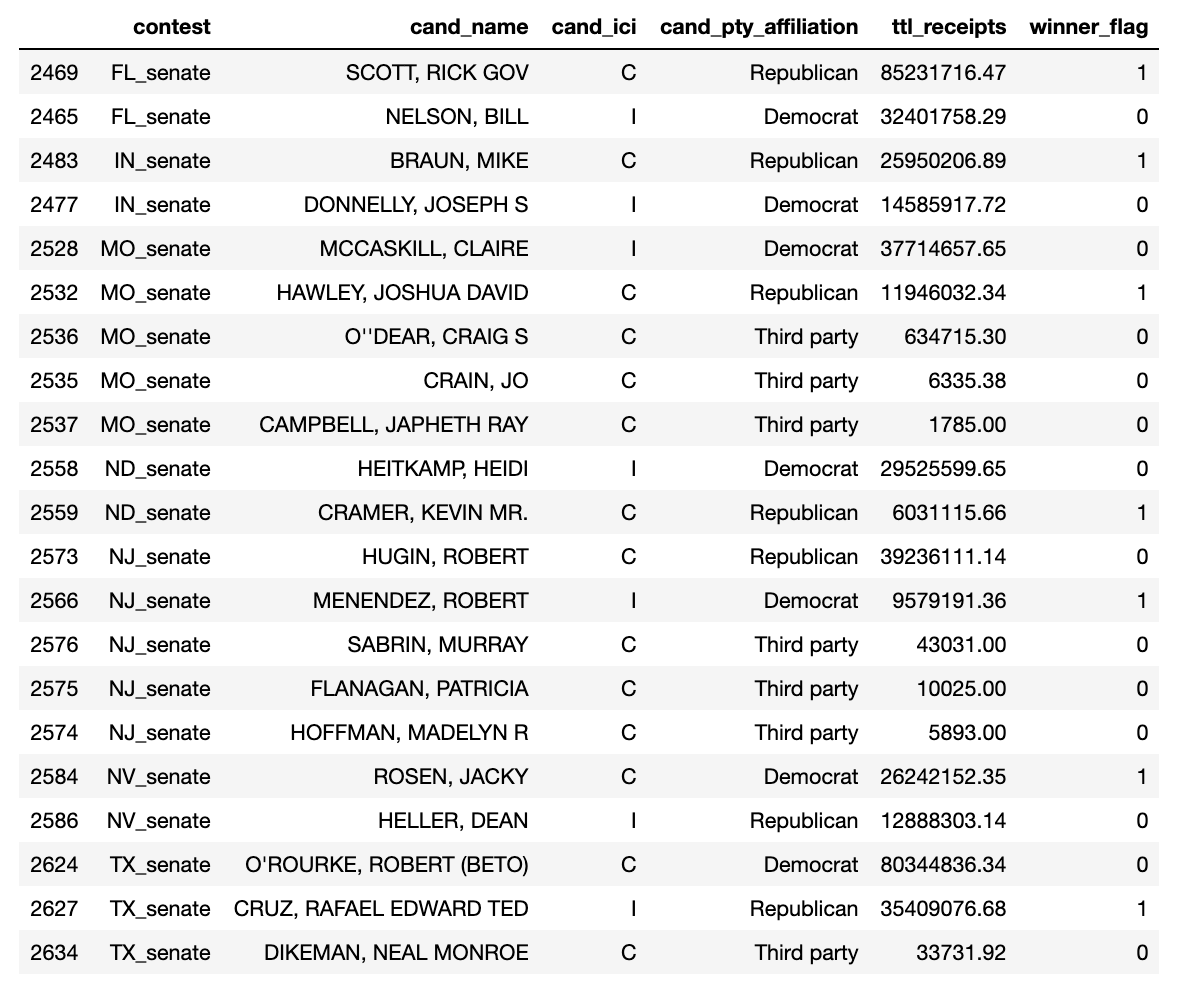 contest cand_name cand_ici cand_pty_affiliation ttl_receipts winner_flag
2469 FL_senate SCOTT, RICK GOV C Republican 85231716.47 1
2465 FL_senate NELSON, BILL I Democrat 32401758.29 0
2483 IN_senate BRAUN, MIKE C Republican 25950206.89 1
2477 IN_senate DONNELLY, JOSEPH S I Democrat 14585917.72 0
2528 MO_senate MCCASKILL, CLAIRE I Democrat 37714657.65 0
2532 MO_senate HAWLEY, JOSHUA DAVID C Republican 11946032.34 1
2536 MO_senate O''DEAR, CRAIG S C Third party 634715.30 0
2535 MO_senate CRAIN, JO C Third party 6335.38 0
2537 MO_senate CAMPBELL, JAPHETH RAY C Third party 1785.00 0
2558 ND_senate HEITKAMP, HEIDI I Democrat 29525599.65 0
2559 ND_senate CRAMER, KEVIN MR. C Republican 6031115.66 1
2573 NJ_senate HUGIN, ROBERT C Republican 39236111.14 0
2566 NJ_senate MENENDEZ, ROBERT I Democrat 9579191.36 1
2576 NJ_senate SABRIN, MURRAY C Third party 43031.00 0
2575 NJ_senate FLANAGAN, PATRICIA C Third party 10025.00 0
2574 NJ_senate HOFFMAN, MADELYN R C Third party 5893.00 0
2584 NV_senate ROSEN, JACKY C Democrat 26242152.35 1
2586 NV_senate HELLER, DEAN I Republican 12888303.14 0
2624 TX_senate O'ROURKE, ROBERT (BETO) C Democrat 80344836.34 0
2627 TX_senate CRUZ, RAFAEL EDWARD TED I Republican 35409076.68 1
2634 TX_senate DIKEMAN, NEAL MONROE C Third party 33731.92 0